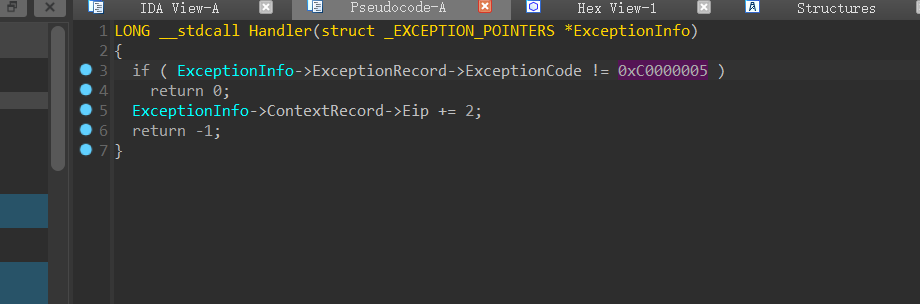 IDA View-A Pseudocode-A Hex View-1 Structures
1 LONG __stdcall Handler(struct _EXCEPTION_POINTERS *ExceptionInfo)
2 {
3 if ( ExceptionInfo->ExceptionRecord->ExceptionCode != 0xC0000005 )
4 return 0;
5 ExceptionInfo->ContextRecord->Eip += 2;
6 return -1;
7 }